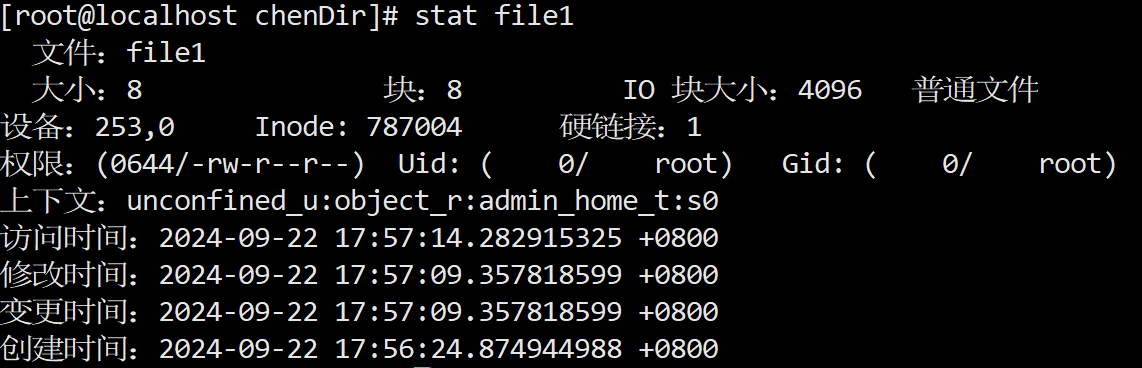 [root@localhost chenDir]# stat file1
文件：file1
大小：8 块：8 IO 块大小：4096 普通文件
设备：253,0 Inode: 787004 硬链接：1
权限：(0644/-rw-r--r--) Uid: ( 0/ root) Gid: ( 0/ root)
上下文：unconfined_u:object_r:admin_home_t:s0
访问时间：2024-09-22 17:57:14.282915325 +0800
修改时间：2024-09-22 17:57:09.357818599 +0800
变更时间：2024-09-22 17:57:09.357818599 +0800
创建时间：2024-09-22 17:56:24.874944988 +0800